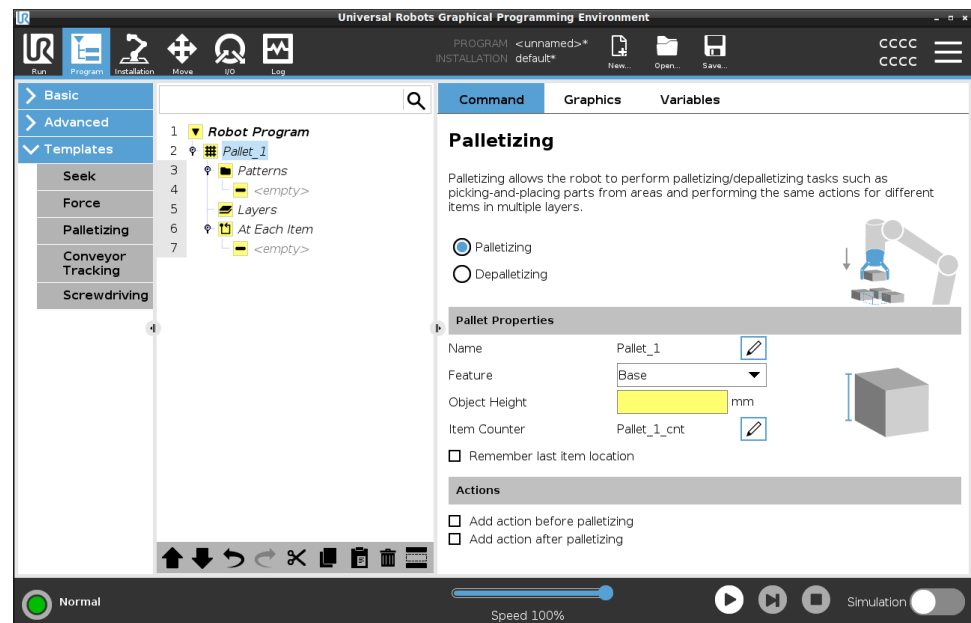 Universal Robots Graphical Programming Environment
UR
Run
Program
Installation
Move
I/O
Log
PROGRAM <unnamed>*
INSTALLATION default*
New...
Open...
Save...
CCCC
CCCC
Basic
Advanced
Templates
Seek
Force
Palletizing
Conveyor
Tracking
Screwdriving
1 Robot Program
2 Pallet_1
3 Patterns
4 <empty>
5 Layers
6 At Each Item
7 <empty>
Command Graphics Variables
Palletizing
Palletizing allows the robot to perform palletizing/depalletizing tasks such as
picking-and-placing parts from areas and performing the same actions for different
items in multiple layers.
Palletizing
Depalletizing
Pallet Properties
Name Pallet_1
Feature Base
Object Height mm
Item Counter Pallet_1_cnt
Remember last item location
Actions
Add action before palletizing
Add action after palletizing
Normal
Speed 100%
Simulation